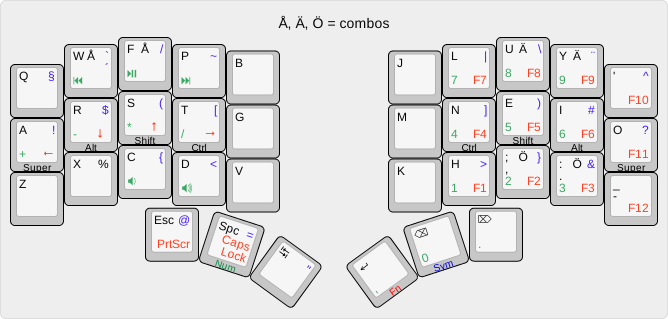 Å, Ä, Ö = combos
Q §
W Å ` ´
⏮
F Å /
⏯
P ~
⏭
B
J
L |
7 F7
U Ä \
8 F8
Y Ä ¨
9 F9
' ^
F10
A !
+ ←
Super
R $
- ↓
Alt
S (
* ↑
Shift
T [
/ →
Ctrl
G
M
N ]
4 F4
Ctrl
E )
5 F5
Shift
I #
6 F6
Alt
O ?
F11
Super
Z
X %
C {
🔉
D <
🔊
V
K
H >
1 F1
; Ö }
,
2 F2
: Ö &
.
3 F3
_
-
F12
Esc @
PrtScr
Spc =
Caps
Lock
Num
↹ "
↵
,
Fn
⌫
0
Sym
⌦
.